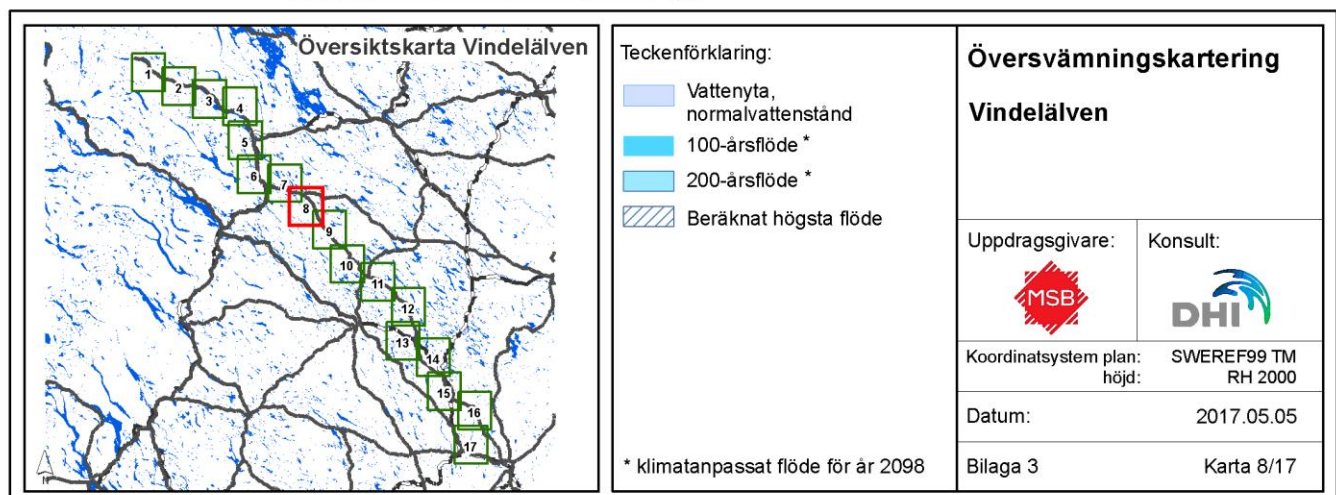 Översiktskarta Vindelälven
1
2
3
4
5
6
7
8
9
10
11
12
13
14
15
16
17
N
Teckenförklaring:
Vattenyta,
normalvattenstånd
100-årsflöde *
200-årsflöde *
Beräknat högsta flöde
* klimatanpassat flöde för år 2098
Översvämningskartering
Vindelälven
Uppdragsgivare:
MSB
Konsult:
DHI
Koordinatsystem plan: SWEREF99 TM
höjd: RH 2000
Datum: 2017.05.05
Bilaga 3 Karta 8/17